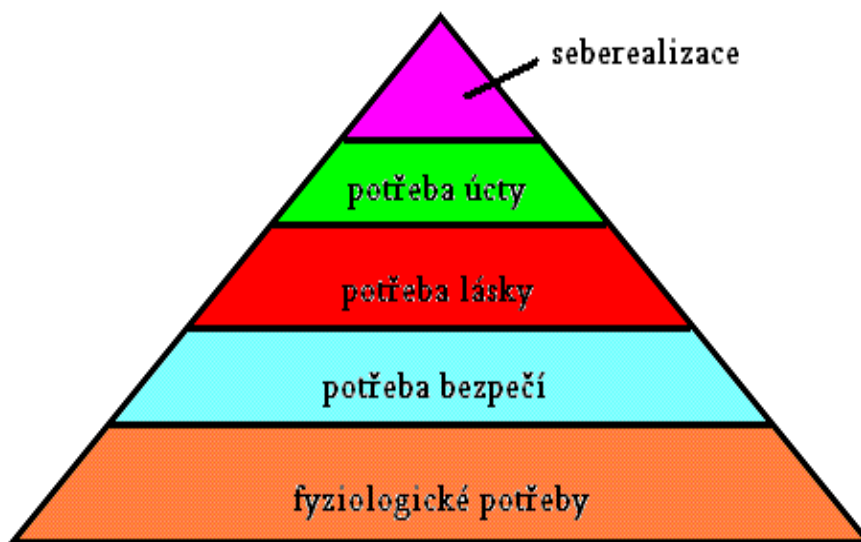 seberealizace
potřeba úcty
potřeba lásky
potřeba bezpečí
fyziologické potřeby